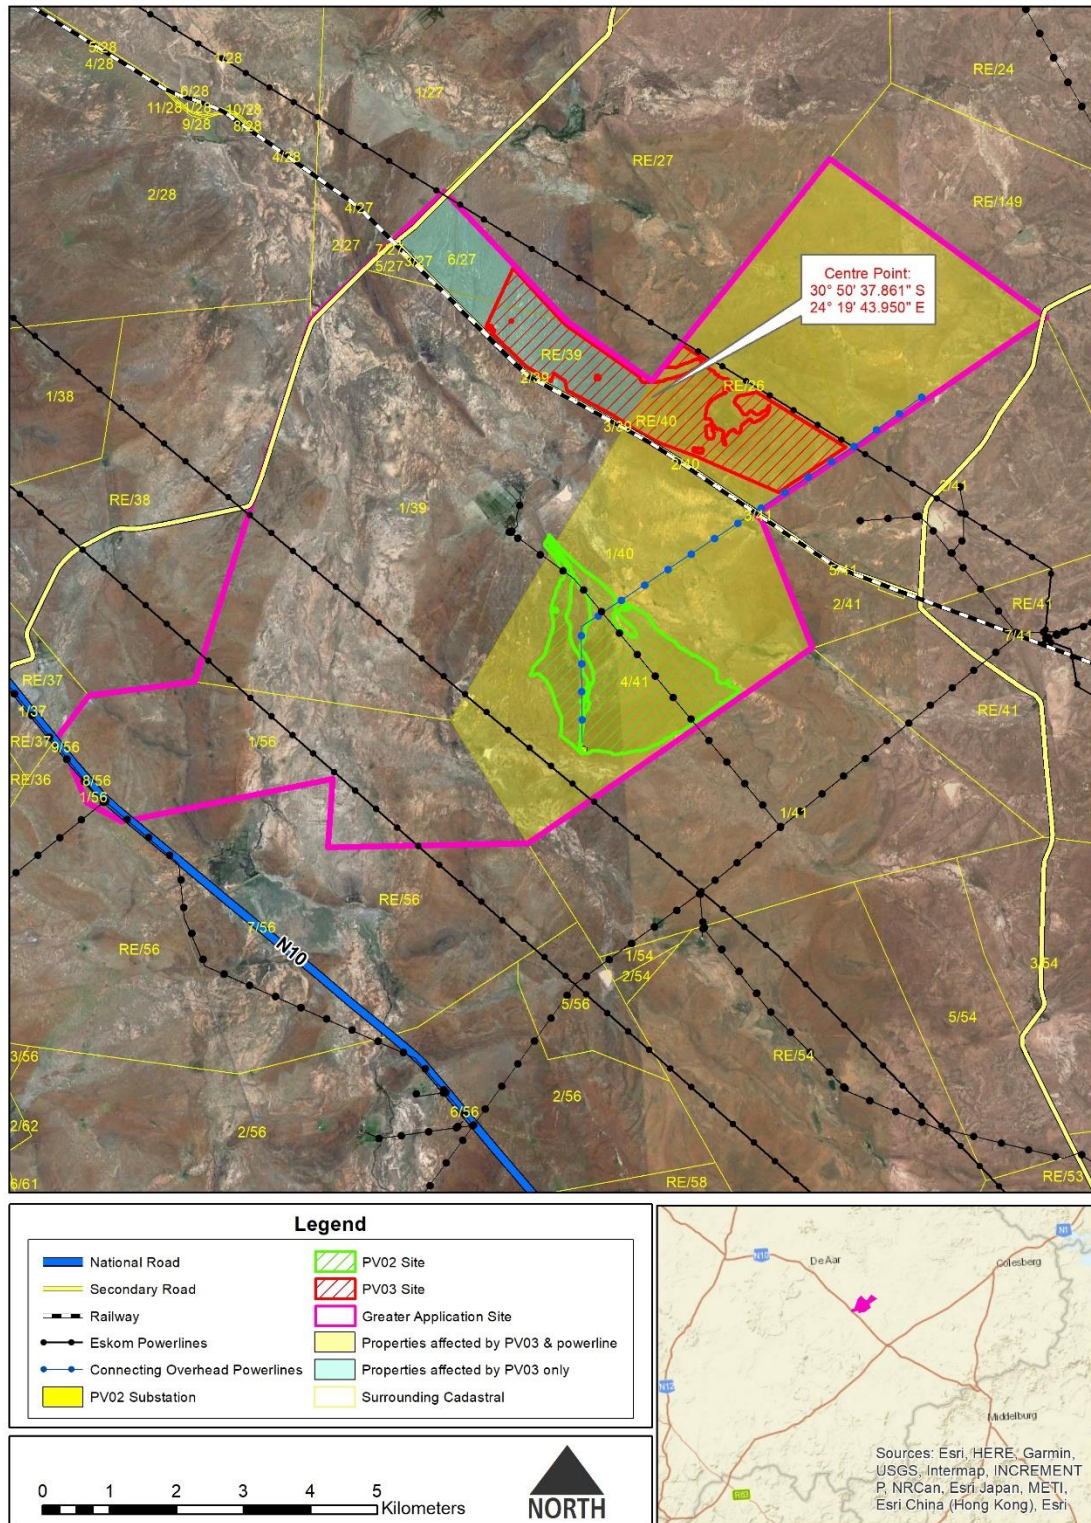 5/28
4/28
1/28
6/28
11/28
1/28
10/28
9/28
8/28
4/28
2/28
1/27
RE/24
RE/27
RE/149
4/27
2/27
7/27
3/27
5/27
6/27
Centre Point:
30° 50' 37.861" S
24° 19' 43.950" E
RE/39
2/39
RE/26
1/38
3/39
RE/40
2/40
RE/38
1/39
2/41
3/41
1/40
5/41
2/41
RE/41
7/41
4/41
RE/37
1/37
RE/37
9/56
1/56
RE/41
RE/36
8/56
1/56
1/41
RE/56
RE/56
7/56
N10
1/54
2/54
3/54
5/56
5/54
3/56
RE/54
2/56
2/62
6/56
2/56
6/61
RE/58
RE/53
Legend
National Road
Secondary Road
Railway
Eskom Powerlines
Connecting Overhead Powerlines
PV02 Substation
PV02 Site
PV03 Site
Greater Application Site
Properties affected by PV03 & powerline
Properties affected by PV03 only
Surrounding Cadastral
0 1 2 3 4 5
Kilometers
NORTH
N1
N10
De Aar
Colesberg
N12
Middelburg
R63
Sources: Esri, HERE, Garmin,
USGS, Intermap, INCREMENT
P, NRCan, Esri Japan, METI,
Esri China (Hong Kong), Esri